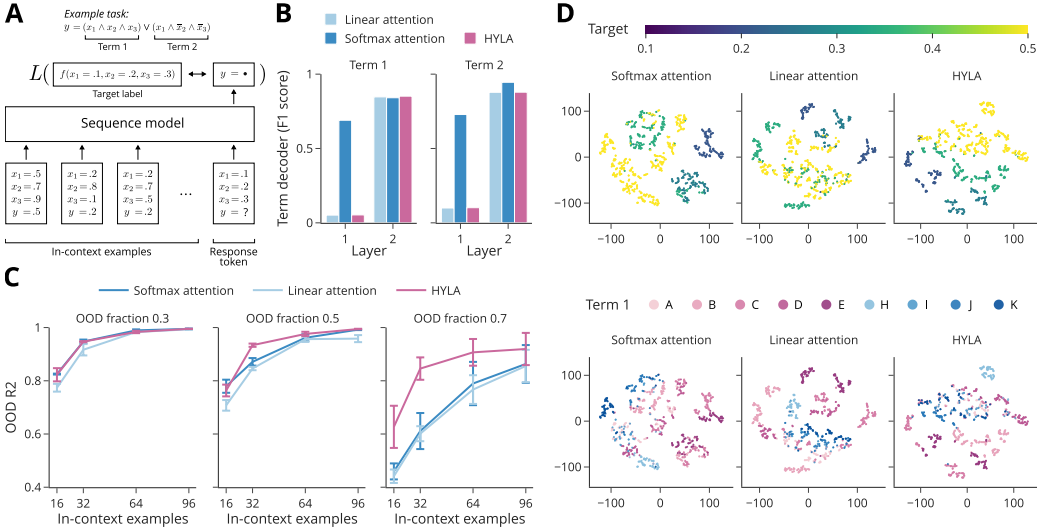 A
Example task:
y = (x₁ ∧ x₂ ∧ x₃) ∨ (x₁ ∧ x̅₂ ∧ x̅₃)
Term 1 Term 2
L( f(x₁ = .1, x₂ = .2, x₃ = .3) y = • )
Target label
Sequence model
x₁ = .5 x₁ = .2 x₁ = .2 x₁ = .1
x₂ = .7 x₂ = .8 x₂ = .7 x₂ = .2
x₃ = .9 x₃ = .1 x₃ = .5 x₃ = .3
y = .5 y = .2 y = .2 ... y = ?
In-context examples Response
token
B
Linear attention
Softmax attention HYLA
Term 1 Term 2
Term decoder (F1 score)
1
0.5
0
1 2 1 2
Layer Layer
C
Softmax attention Linear attention HYLA
OOD fraction 0.3 OOD fraction 0.5 OOD fraction 0.7
OOD R2
1
0.8
0.6
0.4
16 32 64 96 16 32 64 96 16 32 64 96
In-context examples In-context examples In-context examples
D
Target
0.1 0.2 0.3 0.4 0.5
Softmax attention Linear attention HYLA
100
0
−100
−100 0 100 −100 0 100 −100 0 100
Term 1 A B C D E H I J K
Softmax attention Linear attention HYLA
100
0
−100
−100 0 100 −100 0 100 −100 0 100